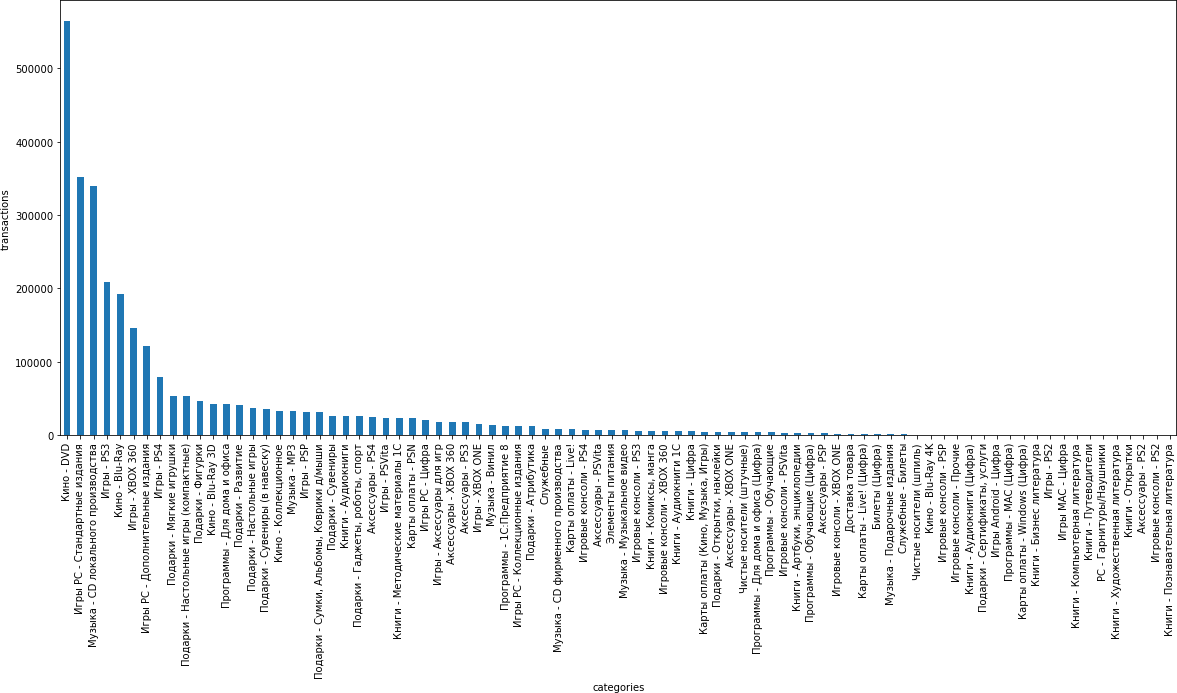 500000
400000
300000
200000
100000
0
transactions
Кино - DVD
Игры PC - Стандартные издания
Музыка - CD локального производства
Игры - PS3
Кино - Blu-Ray
Игры - XBOX 360
Игры PC - Дополнительные издания
Игры - PS4
Подарки - Мягкие игрушки
Подарки - Настольные игры (компактные)
Подарки - Фигурки
Кино - Blu-Ray 3D
Программы - Для дома и офиса
Подарки - Развитие
Подарки - Настольные игры
Подарки - Сувениры (в навеску)
Кино - Коллекционное
Музыка - MP3
Игры - PSP
Подарки - Сумки, Альбомы, Коврики д/мыши
Подарки - Сувениры
Книги - Аудиокниги
Подарки - Гаджеты, роботы, спорт
Аксессуары - PS4
Игры - PSVita
Книги - Методические материалы 1С
Карты оплаты - PSN
Игры PC - Цифра
Игры - Аксессуары для игр
Аксессуары - XBOX 360
Аксессуары - PS3
Игры - XBOX ONE
Музыка - Винил
Программы - 1С:Предприятие 8
Игры PC - Коллекционные издания
Подарки - Атрибутика
Служебные
Музыка - CD фирменного производства
Карты оплаты - Live!
Игровые консоли - PS4
Аксессуары - PSVita
Элементы питания
Музыка - Музыкальное видео
Игровые консоли - PS3
Книги - Комиксы, манга
Игровые консоли - XBOX 360
Книги - Аудиокниги 1С
Книги - Цифра
Карты оплаты (Кино, Музыка, Игры)
Подарки - Открытки, наклейки
Аксессуары - XBOX ONE
Чистые носители (штучные)
Программы - Для дома и офиса (Цифра)
Программы - Обучающие
Игровые консоли - PSVita
Книги - Артбуки, энциклопедии
Программы - Обучающие (Цифра)
Аксессуары - PSP
Игровые консоли - XBOX ONE
Доставка товара
Карты оплаты - Live! (Цифра)
Билеты (Цифра)
Музыка - Подарочные издания
Служебные - Билеты
Чистые носители (шпиль)
Кино - Blu-Ray 4K
Игровые консоли - PSP
Игровые консоли - Прочие
Книги - Аудиокниги (Цифра)
Подарки - Сертификаты, услуги
Игры Android - Цифра
Программы - MAC (Цифра)
Карты оплаты - Windows (Цифра)
Книги - Бизнес литература
Игры - PS2
Игры MAC - Цифра
Книги - Компьютерная литература
Книги - Путеводители
PC - Гарнитуры/Наушники
Книги - Художественная литература
Книги - Открытки
Аксессуары - PS2
Игровые консоли - PS2
Книги - Познавательная литература
categories